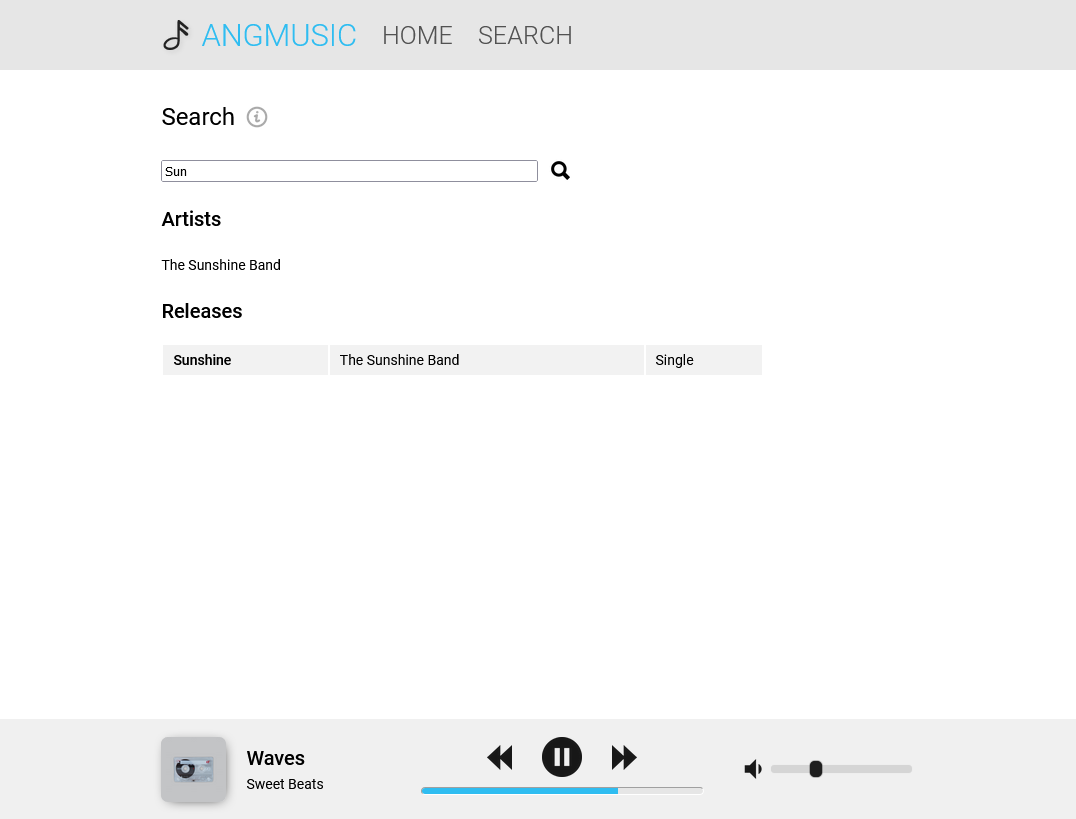 ANGMUSIC HOME SEARCH
Search
Sun
Artists
The Sunshine Band
Releases
Sunshine The Sunshine Band Single
Waves
Sweet Beats